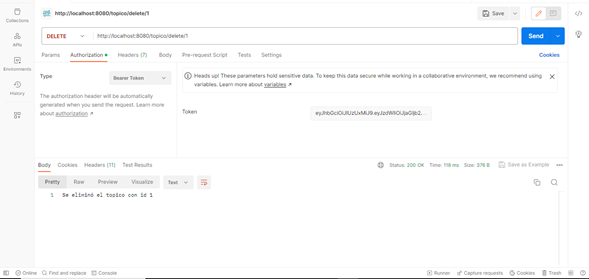 http://localhost:8080/topico/delete/1
Save
DELETE http://localhost:8080/topico/delete/1 Send
Params Authorization Headers (7) Body Pre-request Script Tests Settings Cookies
Type Bearer Token
The authorization header will be automatically
generated when you send the request. Learn more
about authorization ↗
Heads up! These parameters hold sensitive data. To keep this data secure while working in a collaborative environment, we recommend using
variables. Learn more about variables ↗
Token
Collections
APIs
Environments
History
Body Cookies Headers (11) Test Results Status: 200 OK Time: 118 ms Size: 376 B Save as Example
Pretty Raw Preview Visualize Text
1 Se eliminó el topico con id 1
Online Find and replace Console Runner Capture requests Cookies Trash